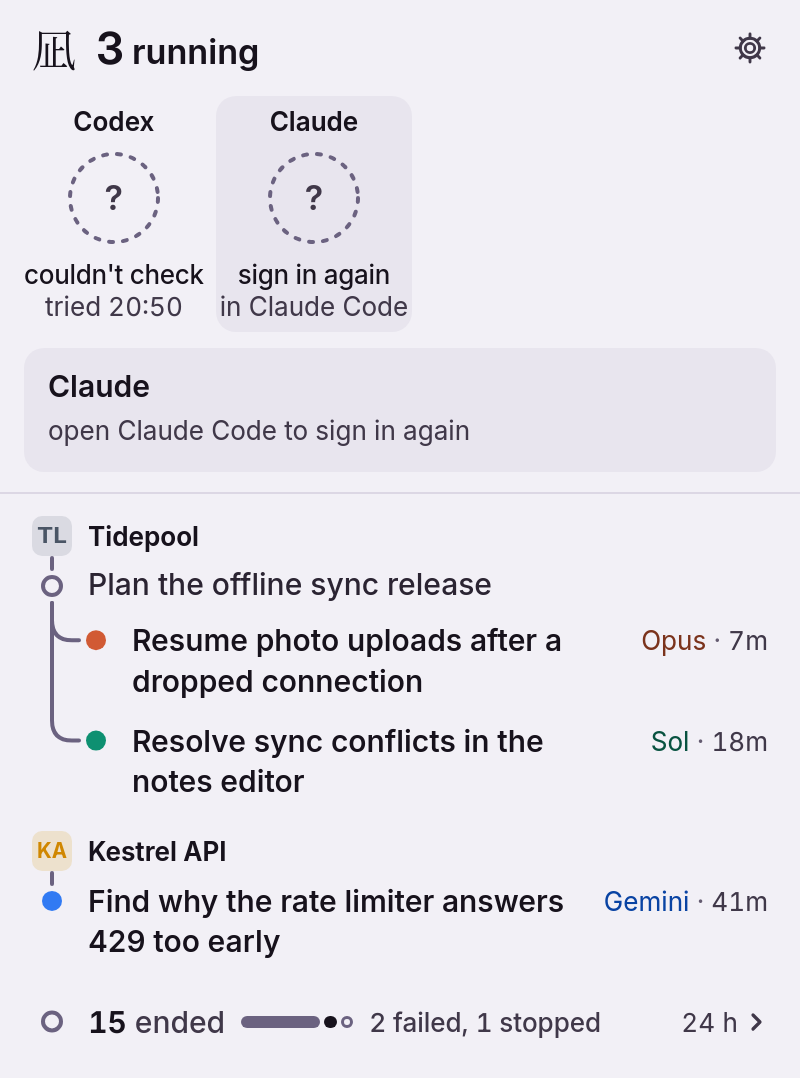 凪 3 running
Codex
?
couldn't check
tried 20:50
Claude
?
sign in again
in Claude Code
Claude
open Claude Code to sign in again
TL Tidepool
Plan the offline sync release
Resume photo uploads after a
dropped connection
Opus · 7m
Resolve sync conflicts in the
notes editor
Sol · 18m
KA Kestrel API
Find why the rate limiter answers
429 too early
Gemini · 41m
15 ended 2 failed, 1 stopped 24 h